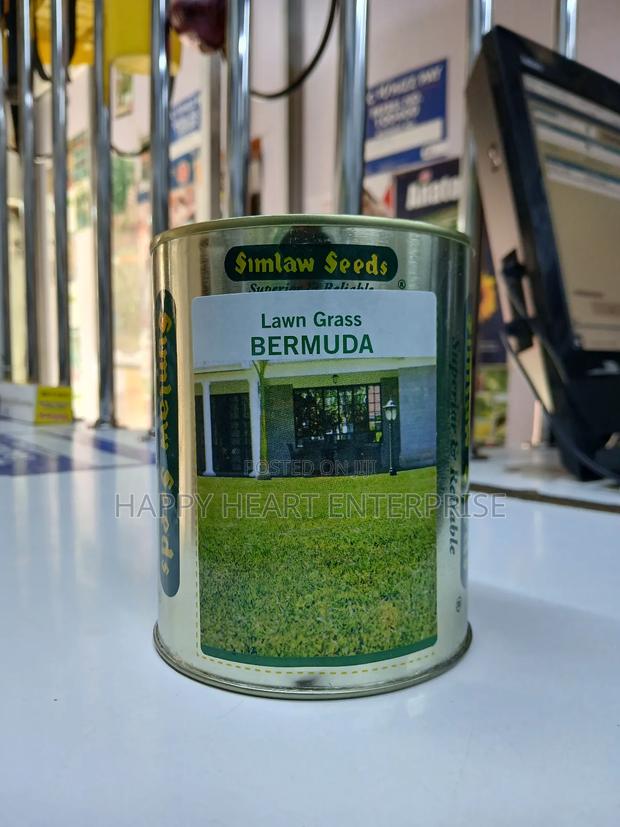 Simlaw Seeds
Superior & Reliable
®
Lawn Grass
BERMUDA
Simlaw Seeds
Superior & Reliable
®
POSTED ON JIJI
HAPPY HEART ENTERPRISE